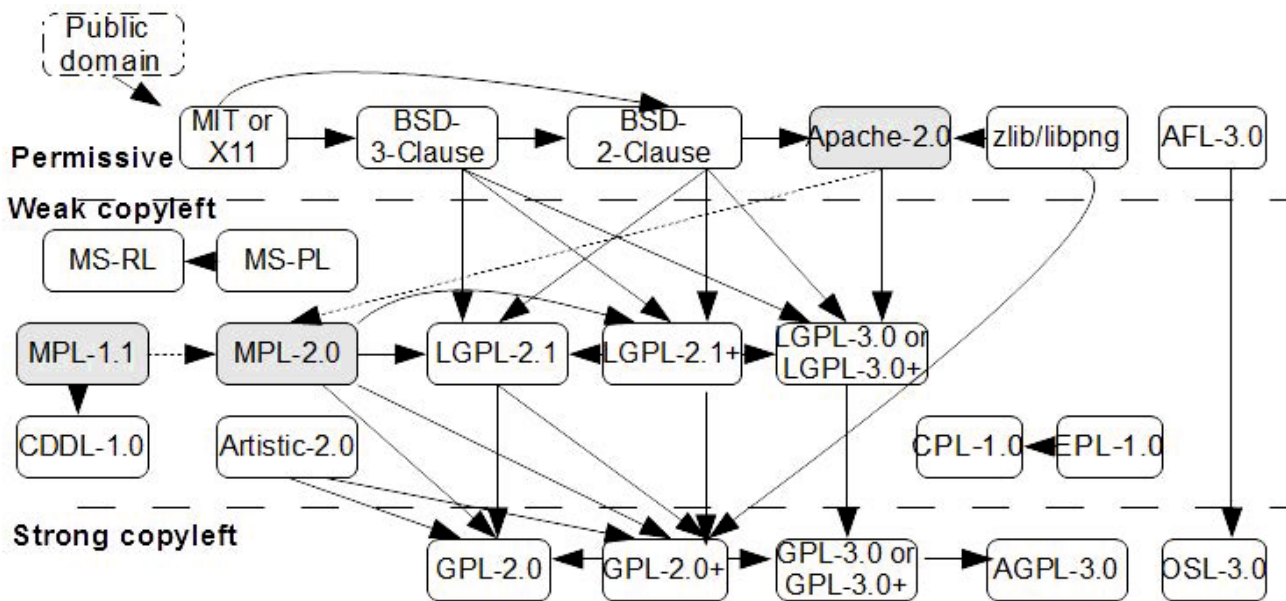 Public
domain
MIT or
X11
BSD-
3-Clause
BSD-
2-Clause
Apache-2.0
zlib/libpng
AFL-3.0
Permissive
Weak copyleft
MS-RL
MS-PL
MPL-1.1
MPL-2.0
LGPL-2.1
LGPL-2.1+
LGPL-3.0 or
LGPL-3.0+
CDDL-1.0
Artistic-2.0
CPL-1.0
EPL-1.0
Strong copyleft
GPL-2.0
GPL-2.0+
GPL-3.0 or
GPL-3.0+
AGPL-3.0
OSL-3.0